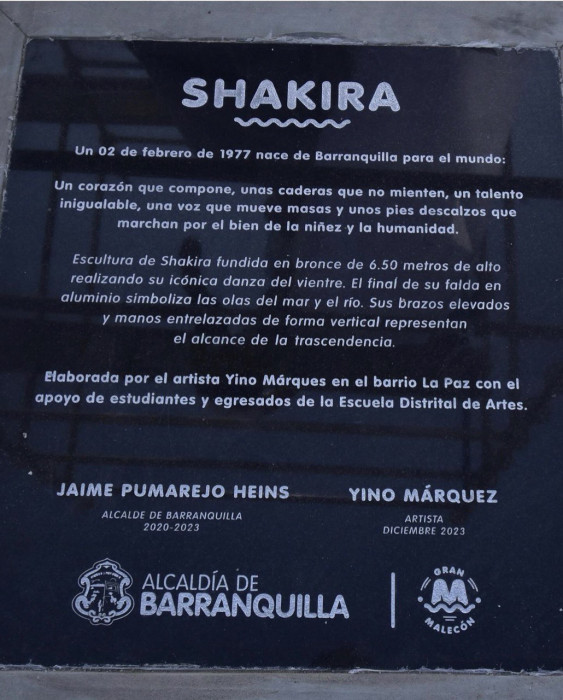 SHAKIRA
Un 02 de febrero de 1977 nace de Barranquilla para el mundo:
Un corazón que compone, unas caderas que no mienten, un talento
inigualable, una voz que mueve masas y unos pies descalzos que
marchan por el bien de la niñez y la humanidad.
Escultura de Shakira fundida en bronce de 6.50 metros de alto
realizando su icónica danza del vientre. El final de su falda en
aluminio simboliza las olas del mar y el río. Sus brazos elevados
y manos entrelazadas de forma vertical representan
el alcance de la trascendencia.
Elaborada por el artista Yino Márques en el barrio La Paz con el
apoyo de estudiantes y egresados de la Escuela Distrital de Artes.
JAIME PUMAREJO HEINS
ALCALDE DE BARRANQUILLA
2020-2023
YINO MÁRQUEZ
ARTISTA
DICIEMBRE 2023
ALCALDÍA DE
BARRANQUILLA
GRAN
M
MALECÓN